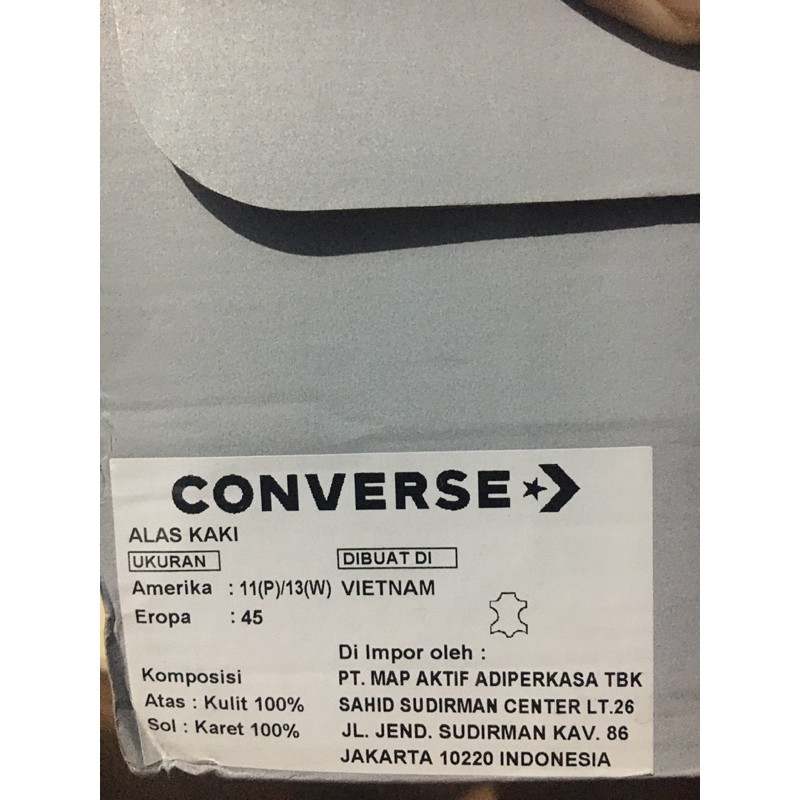 CONVERSE
ALAS KAKI
UKURAN
Amerika : 11(P)/13(W)
Eropa : 45
DIBUAT DI
VIETNAM
Komposisi
Atas : Kulit 100%
Sol : Karet 100%
Di Impor oleh :
PT. MAP AKTIF ADIPERKASA TBK
SAHID SUDIRMAN CENTER LT.26
JL. JEND. SUDIRMAN KAV. 86
JAKARTA 10220 INDONESIA